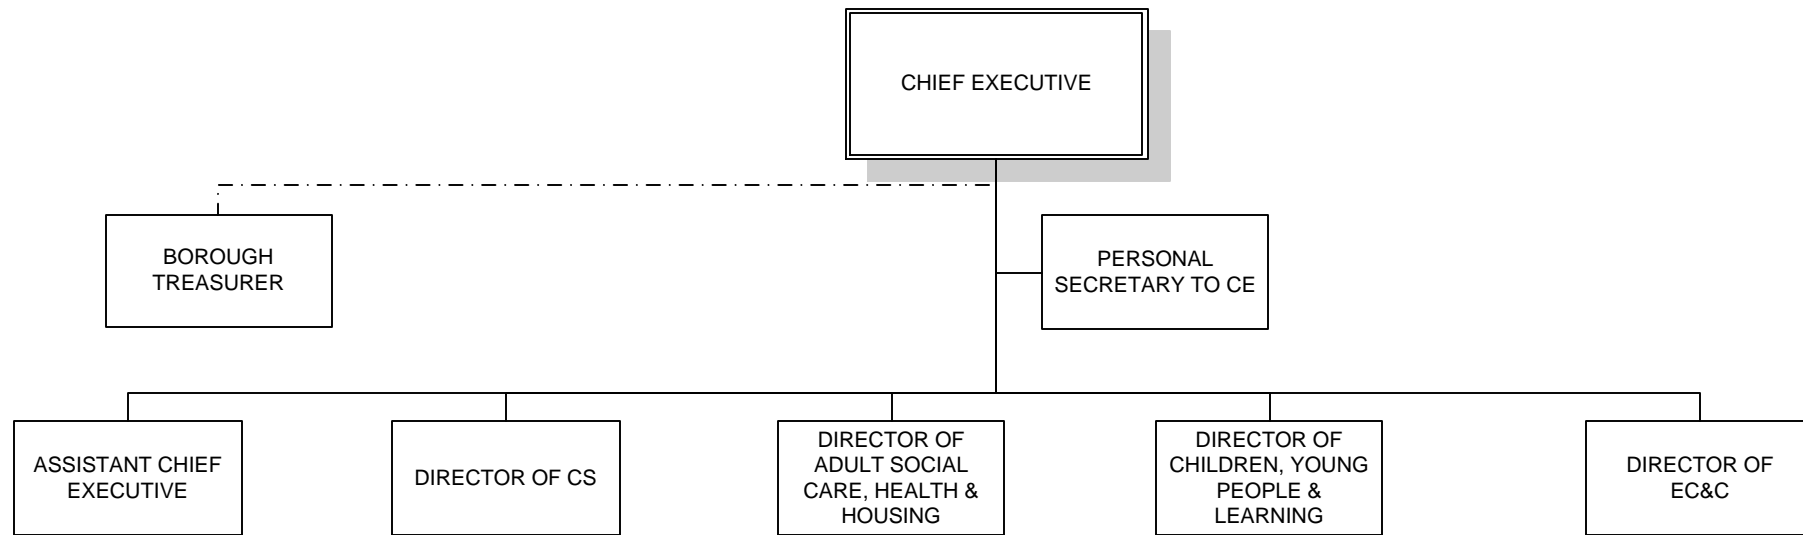 CHIEF EXECUTIVE
BOROUGH
TREASURER
PERSONAL
SECRETARY TO CE
ASSISTANT CHIEF
EXECUTIVE
DIRECTOR OF CS
DIRECTOR OF
ADULT SOCIAL
CARE, HEALTH &
HOUSING
DIRECTOR OF
CHILDREN, YOUNG
PEOPLE &
LEARNING
DIRECTOR OF
EC&C